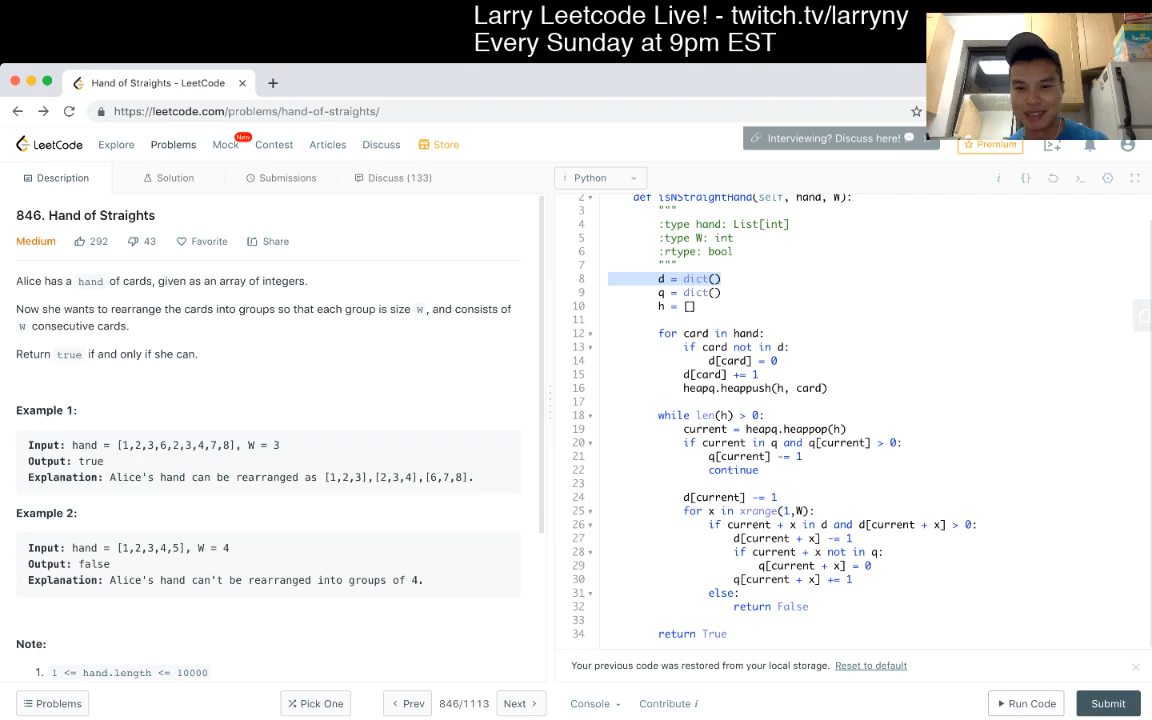 Larry Leetcode Live! - twitch.tv/larryny
Every Sunday at 9pm EST
Hand of Straights - LeetCode
https://leetcode.com/problems/hand-of-straights/
LeetCode Explore Problems Mock New Contest Articles Discuss Store
Interviewing? Discuss here!
Premium
Description Solution Submissions Discuss (133)
846. Hand of Straights
Medium 292 43 Favorite Share
Alice has a hand of cards, given as an array of integers.
Now she wants to rearrange the cards into groups so that each group is size W, and consists of
W consecutive cards.
Return true if and only if she can.
Example 1:
Input: hand = [1,2,3,6,2,3,4,7,8], W = 3
Output: true
Explanation: Alice's hand can be rearranged as [1,2,3],[2,3,4],[6,7,8].
Example 2:
Input: hand = [1,2,3,4,5], W = 4
Output: false
Explanation: Alice's hand can't be rearranged into groups of 4.
Note:
1. 1 <= hand.length <= 10000
Problems Pick One Prev 846/1113 Next
i Python
2 def isNStraightHand(self, hand, W):
3 """
4 :type hand: List[int]
5 :type W: int
6 :rtype: bool
7 """
8 d = dict()
9 q = dict()
10 h = []
11
12 for card in hand:
13 if card not in d:
14 d[card] = 0
15 d[card] += 1
16 heapq.heappush(h, card)
17
18 while len(h) > 0:
19 current = heapq.heappop(h)
20 if current in q and q[current] > 0:
21 q[current] -= 1
22 continue
23
24 d[current] -= 1
25 for x in xrange(1,W):
26 if current + x in d and d[current + x] > 0:
27 d[current + x] -= 1
28 if current + x not in q:
29 q[current + x] = 0
30 q[current + x] += 1
31 else:
32 return False
33
34 return True
Your previous code was restored from your local storage. Reset to default
Console Contribute i Run Code Submit